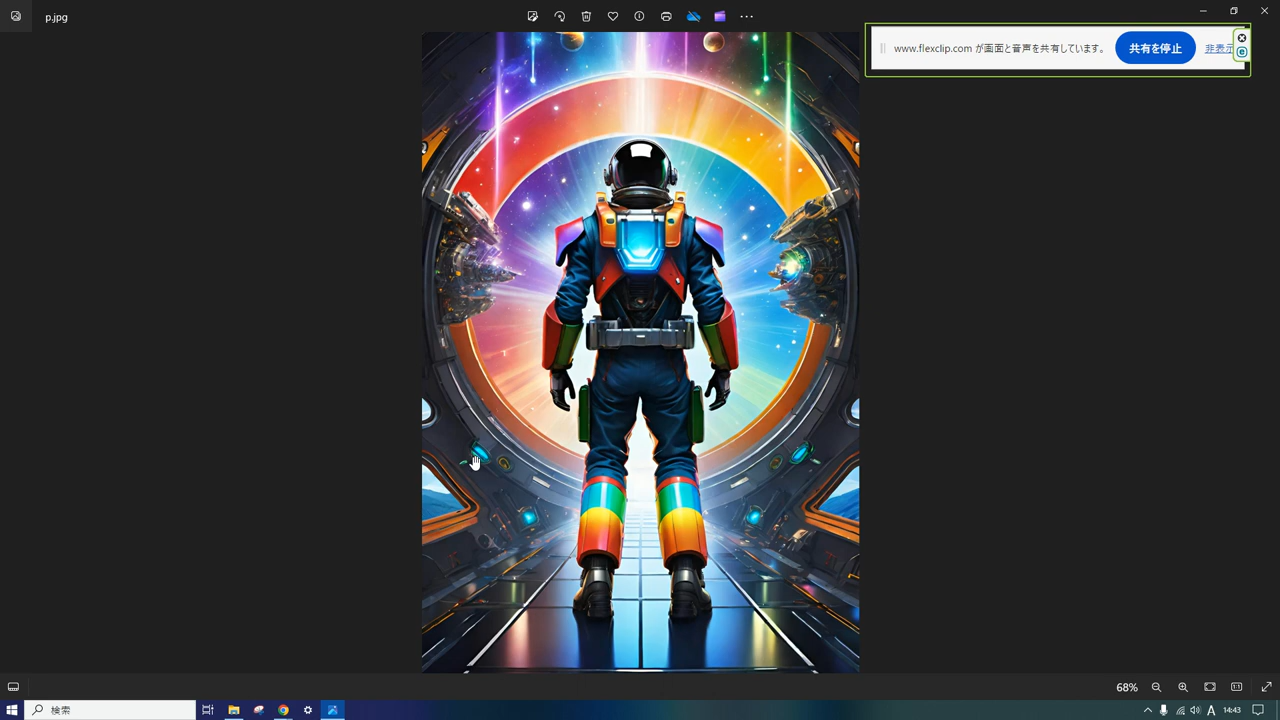 p.jpg
www.flexclip.com が画面と音声を共有しています。
共有を停止
非表示
68%
検索
A
14:43